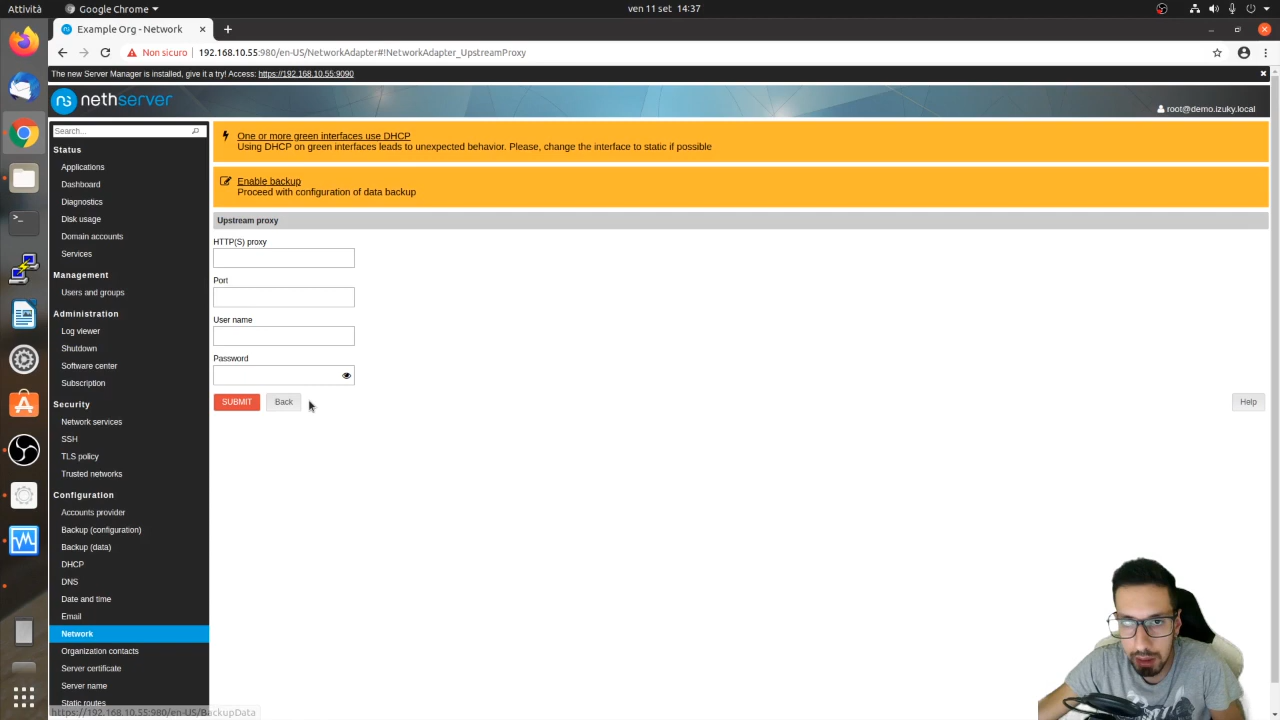 Attività
Google Chrome
ven 11 set 14:37
Example Org - Network
Non sicuro
192.168.10.55:980/en-US/NetworkAdapter#!NetworkAdapter_UpstreamProxy
The new Server Manager is installed, give it a try! Access: https://192.168.10.55:9090
nethserver
root@demo.izuky.local
Search...
Status
Applications
Dashboard
Diagnostics
Disk usage
Domain accounts
Services
Management
Users and groups
Administration
Log viewer
Shutdown
Software center
Subscription
Security
Network services
SSH
TLS policy
Trusted networks
Configuration
Accounts provider
Backup (configuration)
Backup (data)
DHCP
DNS
Date and time
Email
Network
Organization contacts
Server certificate
Server name
Static routes
https://192.168.10.55:980/en-US/BackupData
One or more green interfaces use DHCP
Using DHCP on green interfaces leads to unexpected behavior. Please, change the interface to static if possible
Enable backup
Proceed with configuration of data backup
Upstream proxy
HTTP(S) proxy
Port
User name
Password
SUBMIT
Back
Help